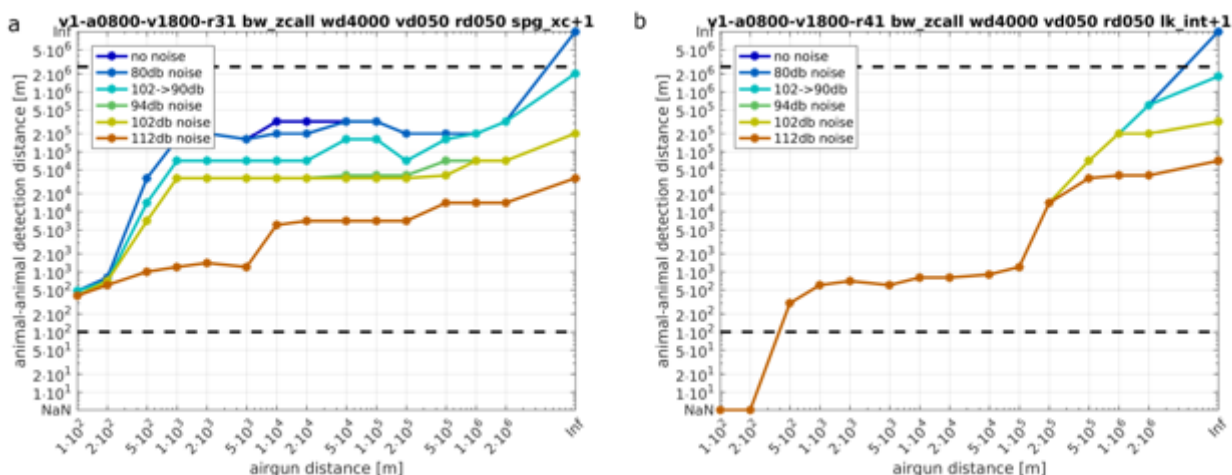 a
v1-a0800-v1800-r31 bw_zcall wd4000 vd050 rd050 spg_xc+1
Inf
5·10⁶
2·10⁶
1·10⁶
5·10⁵
2·10⁵
1·10⁵
5·10⁴
2·10⁴
1·10⁴
5·10³
2·10³
1·10³
5·10²
2·10²
1·10²
5·10¹
2·10¹
1·10¹
NaN
animal-animal detection distance [m]
no noise
80db noise
102->90db
94db noise
102db noise
112db noise
1·10²
2·10²
5·10²
1·10³
2·10³
5·10³
1·10⁴
2·10⁴
5·10⁴
1·10⁵
2·10⁵
5·10⁵
1·10⁶
2·10⁶
Inf
airgun distance [m]
b
v1-a0800-v1800-r41 bw_zcall wd4000 vd050 rd050 lk_int+1
Inf
5·10⁶
2·10⁶
1·10⁶
5·10⁵
2·10⁵
1·10⁵
5·10⁴
2·10⁴
1·10⁴
5·10³
2·10³
1·10³
5·10²
2·10²
1·10²
5·10¹
2·10¹
1·10¹
NaN
animal-animal detection distance [m]
no noise
80db noise
102->90db
94db noise
102db noise
112db noise
1·10²
2·10²
5·10²
1·10³
2·10³
5·10³
1·10⁴
2·10⁴
5·10⁴
1·10⁵
2·10⁵
5·10⁵
1·10⁶
2·10⁶
Inf
airgun distance [m]